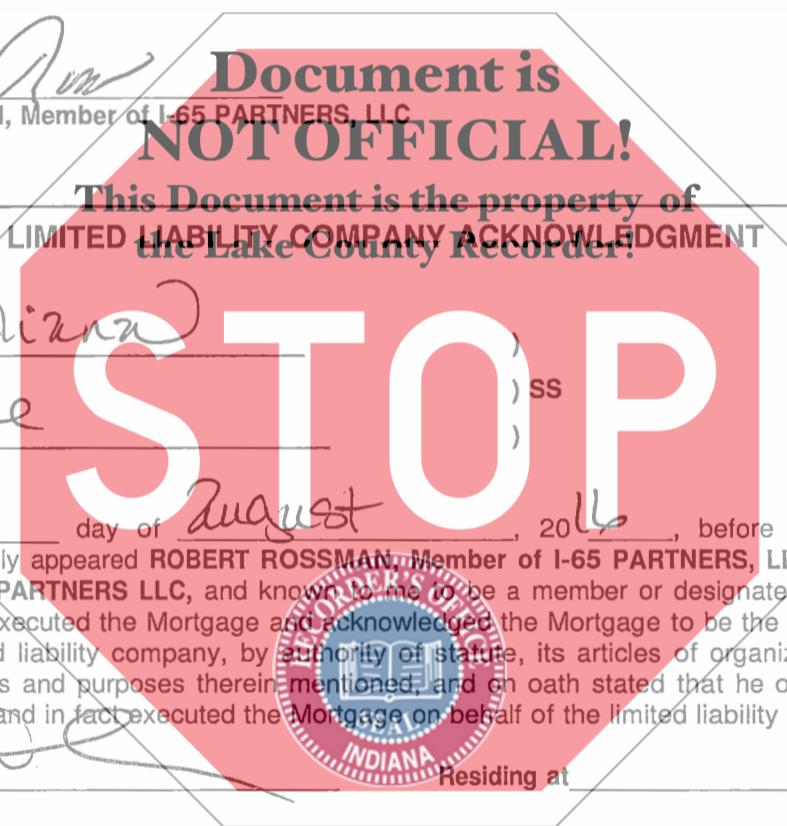 Document is
, Member of I-65 PARTNERS, LLC
NOT OFFICIAL!
This Document is the property of
LIMITED LIABILITY COMPANY ACKNOWLEDGMENT
the Lake County Recorder!
STOP
)
) SS
)
day of August, 2016, before
ly appeared ROBERT ROSSMAN, Member of I-65 PARTNERS, LL
PARTNERS LLC, and known to me to be a member or designate
xecuted the Mortgage and acknowledged the Mortgage to be the
d liability company, by authority of statute, its articles of organiz
s and purposes therein mentioned, and on oath stated that he o
and in fact executed the Mortgage on behalf of the limited liability
RECORDER'S OFFICE
SEAL
INDIANA
Residing at